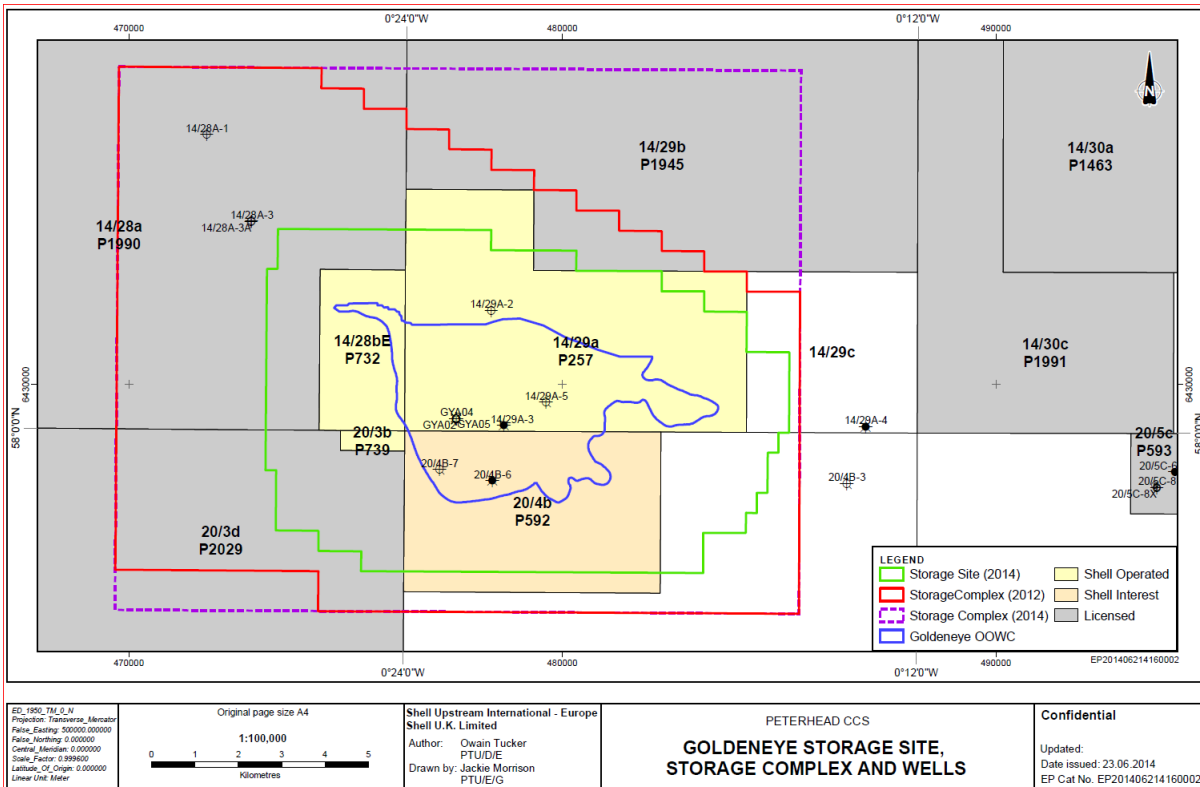 470000
0°24'0"W
480000
0°12'0"W
490000
N
14/28A-1
14/29b
P1945
14/30a
P1463
14/28a
P1990
14/28A-3
14/28A-3A
14/29A-2
14/28bE
P732
14/29a
P257
14/29c
14/30c
P1991
6430000
6430000
14/29A-5
GYA04
GYA02
GYA05
14/29A-3
14/29A-4
58°0'0"N
58°0'0"N
20/3b
P739
20/5c
P593
20/4B-7
20/4B-6
20/4B-3
20/5C-6
20/5C-8
20/5C-8X
20/4b
P592
20/3d
P2029
LEGEND
Storage Site (2014)
StorageComplex (2012)
Storage Complex (2014)
Goldeneye OOWC
Shell Operated
Shell Interest
Licensed
EP201406214160002
470000
0°24'0"W
480000
0°12'0"W
490000
ED_1950_TM_0_N
Projection: Transverse_Mercator
False_Easting: 500000.000000
False_Northing: 0.000000
Central_Meridian: 0.000000
Scale_Factor: 0.999600
Latitude_Of_Origin: 0.000000
Linear Unit: Meter
Original page size A4
1:100,000
0 1 2 3 4 5
Kilometres
Shell Upstream International - Europe
Shell U.K. Limited
Author: Owain Tucker
PTU/D/E
Drawn by: Jackie Morrison
PTU/E/G
PETERHEAD CCS
GOLDENEYE STORAGE SITE,
STORAGE COMPLEX AND WELLS
Confidential
Updated:
Date issued: 23.06.2014
EP Cat No. EP201406214160002